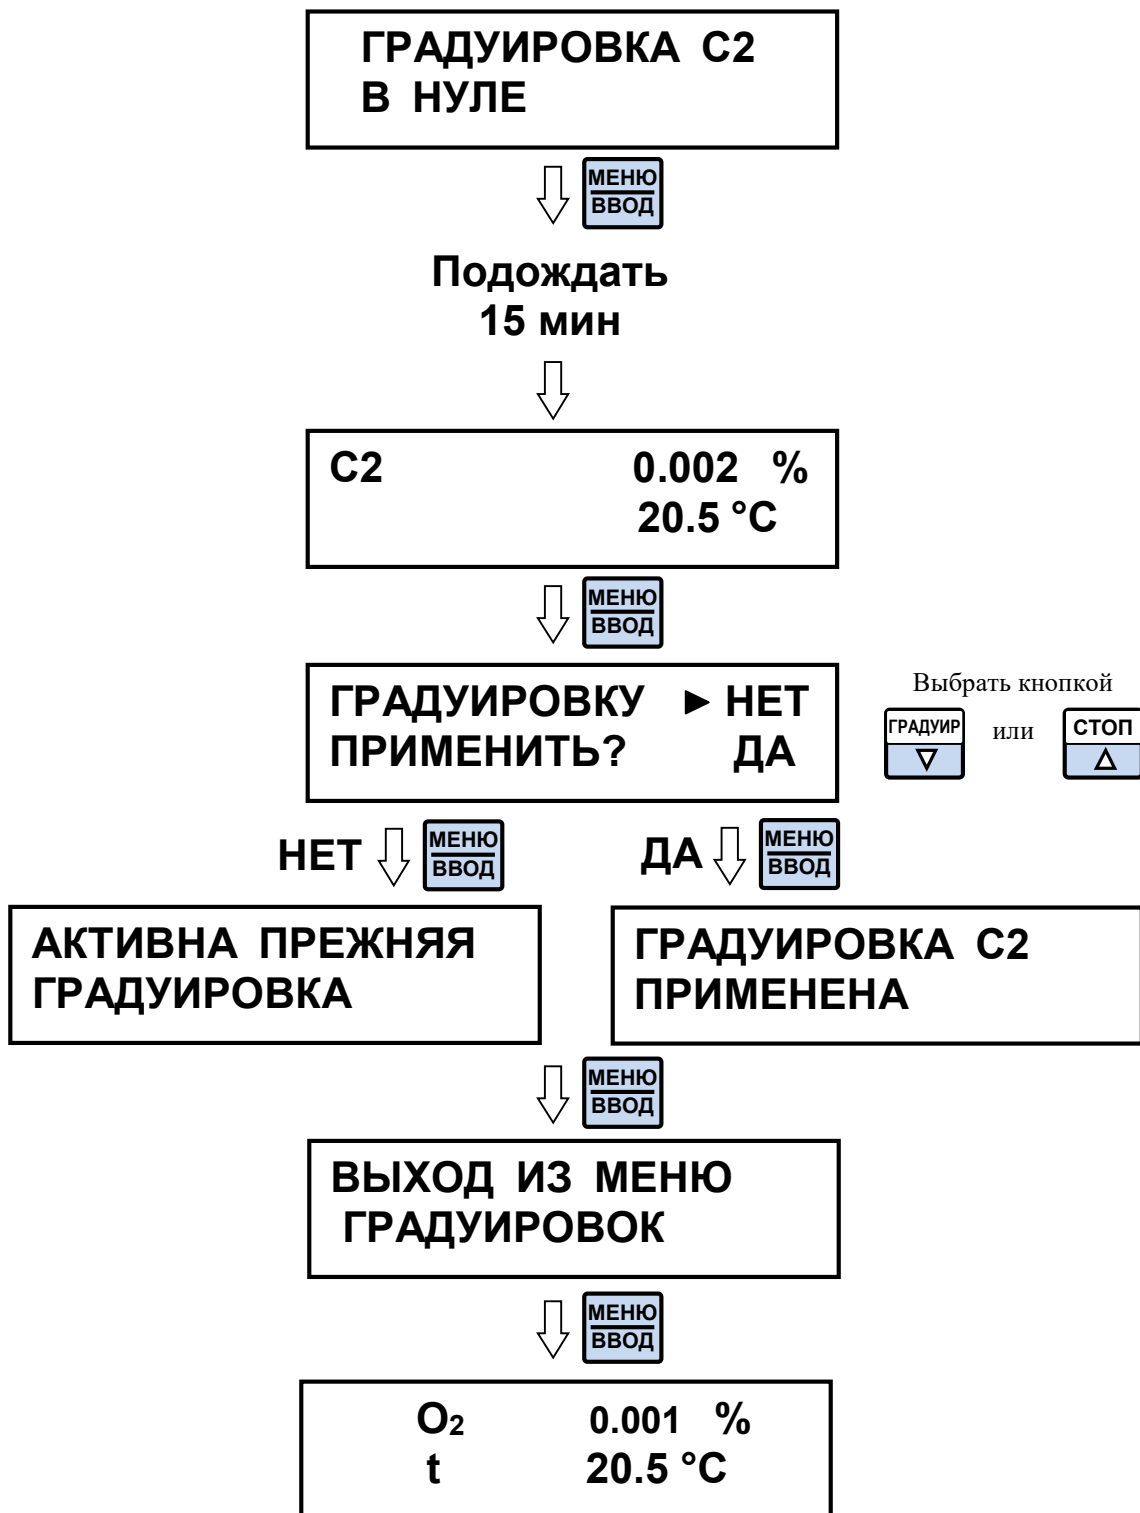 ГРАДУИРОВКА С2
В НУЛЕ
МЕНЮ
ВВОД
Подождать
15 мин
С2 0.002 %
20.5 °С
МЕНЮ
ВВОД
ГРАДУИРОВКУ ► НЕТ
ПРИМЕНИТЬ? ДА
Выбрать кнопкой
ГРАДУИР
▽
или
СТОП
△
НЕТ
МЕНЮ
ВВОД
ДА
МЕНЮ
ВВОД
АКТИВНА ПРЕЖНЯЯ
ГРАДУИРОВКА
ГРАДУИРОВКА С2
ПРИМЕНЕНА
МЕНЮ
ВВОД
ВЫХОД ИЗ МЕНЮ
ГРАДУИРОВОК
МЕНЮ
ВВОД
O₂ 0.001 %
t 20.5 °С